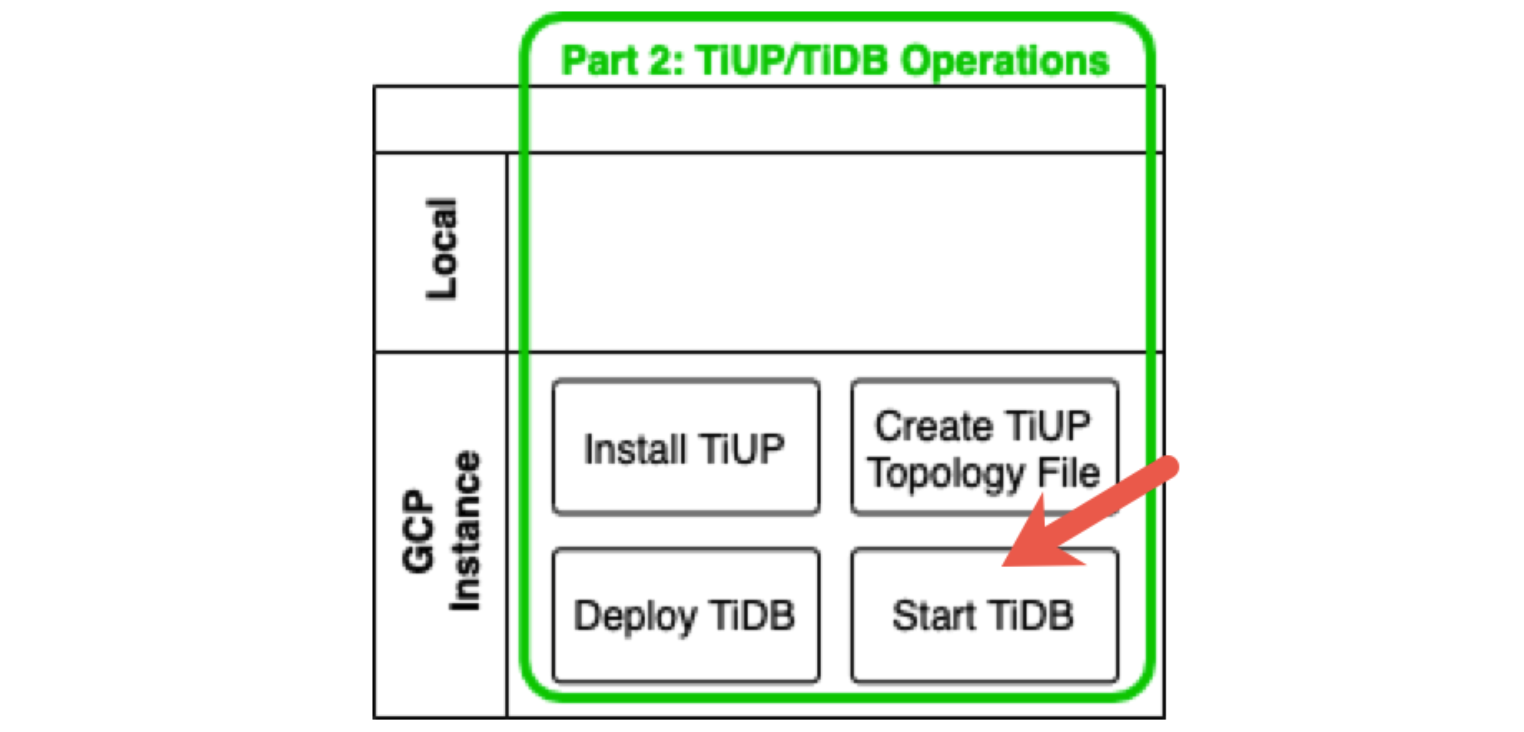 Part 2: TiUP/TiDB Operations
Local
GCP
Instance
Install TiUP
Create TiUP
Topology File
Deploy TiDB
Start TiDB